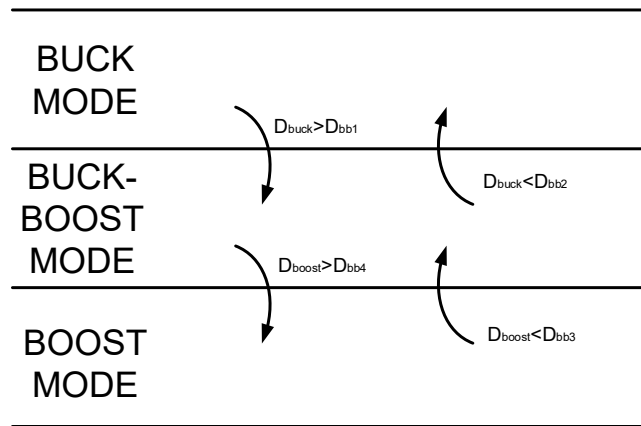 BUCK
MODE
Dbuck>Dbb1
BUCK-
BOOST
MODE
Dbuck<Dbb2
Dboost>Dbb4
BOOST
MODE
Dboost<Dbb3